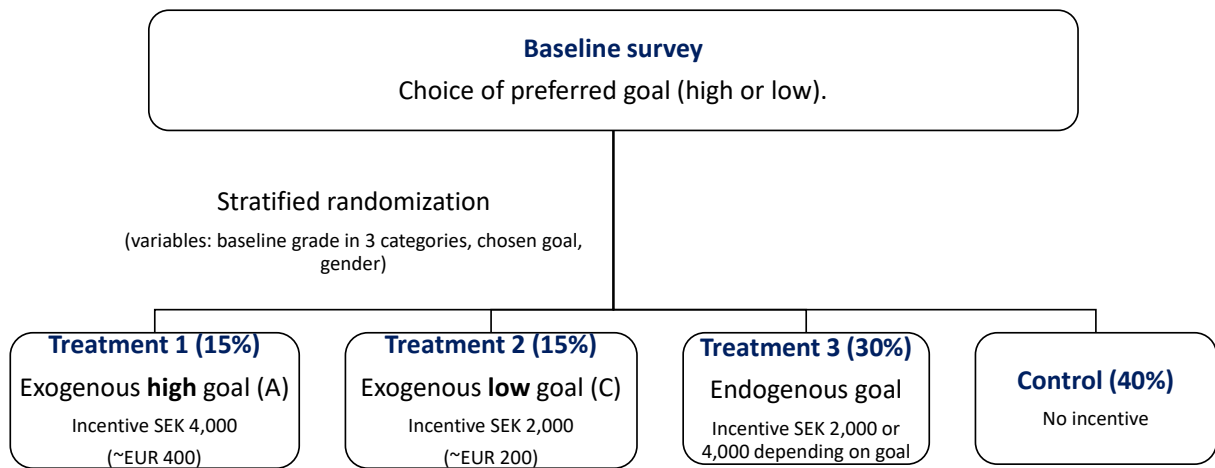 Baseline survey
Choice of preferred goal (high or low).
Stratified randomization
(variables: baseline grade in 3 categories, chosen goal,
gender)
Treatment 1 (15%)
Exogenous high goal (A)
Incentive SEK 4,000
(~EUR 400)
Treatment 2 (15%)
Exogenous low goal (C)
Incentive SEK 2,000
(~EUR 200)
Treatment 3 (30%)
Endogenous goal
Incentive SEK 2,000 or
4,000 depending on goal
Control (40%)
No incentive